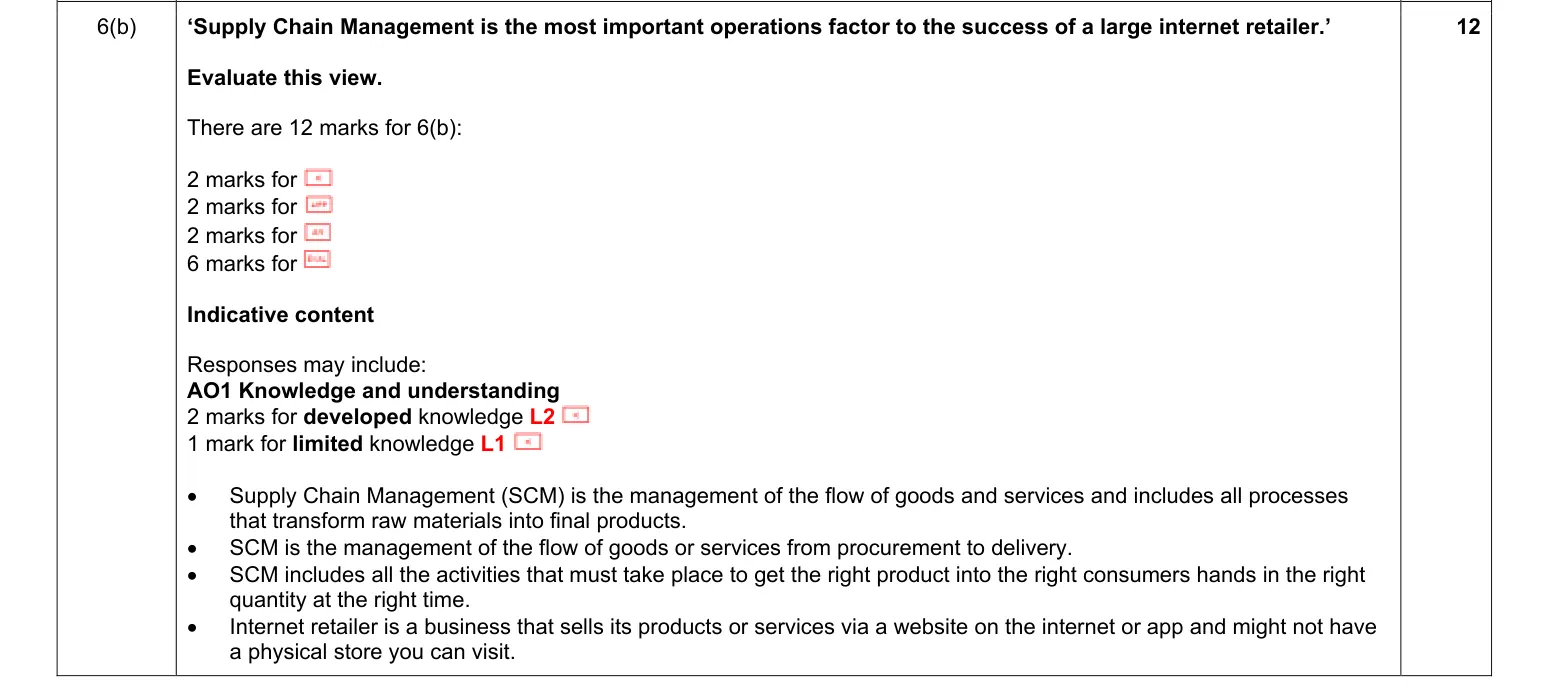 6(b)
‘Supply Chain Management is the most important operations factor to the success of a large internet retailer.’
12
Evaluate this view.
There are 12 marks for 6(b):
2 marks for
2 marks for APP
2 marks for AN
6 marks for EVAL
Indicative content
Responses may include:
AO1 Knowledge and understanding
2 marks for developed knowledge L2
1 mark for limited knowledge L1
• Supply Chain Management (SCM) is the management of the flow of goods and services and includes all processes
that transform raw materials into final products.
• SCM is the management of the flow of goods or services from procurement to delivery.
• SCM includes all the activities that must take place to get the right product into the right consumers hands in the right
quantity at the right time.
• Internet retailer is a business that sells its products or services via a website on the internet or app and might not have
a physical store you can visit.